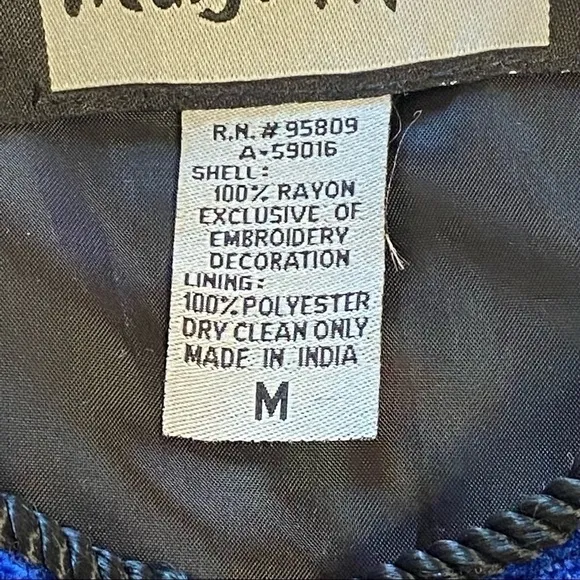 R.N.# 95809
A-59016
SHELL:
100% RAYON
EXCLUSIVE OF
EMBROIDERY
DECORATION
LINING:
100% POLYESTER
DRY CLEAN ONLY
MADE IN INDIA
M